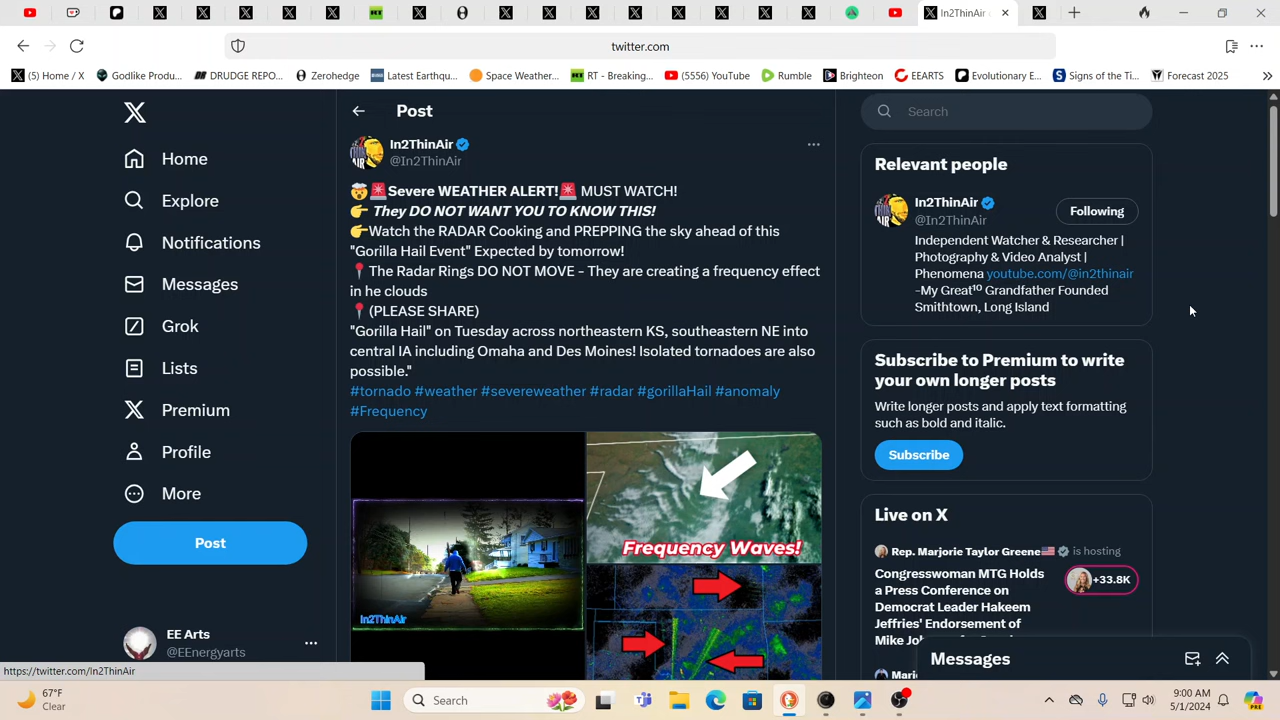 In2ThinAir
twitter.com
(5) Home / X
Godlike Produ...
DRUDGE REPO...
Zerohedge
Latest Earthqu...
Space Weather...
RT - Breaking...
(5556) YouTube
Rumble
Brighteon
EEARTS
Evolutionary E...
Signs of the Ti...
Forecast 2025
Home
Explore
Notifications
Messages
Grok
Lists
Premium
Profile
More
Post
EE Arts
@EEnergyarts
Post
In2ThinAir
@In2ThinAir
🤯🚨Severe WEATHER ALERT!🚨 MUST WATCH!
👉 They DO NOT WANT YOU TO KNOW THIS!
👉Watch the RADAR Cooking and PREPPING the sky ahead of this
"Gorilla Hail Event" Expected by tomorrow!
📍The Radar Rings DO NOT MOVE - They are creating a frequency effect
in he clouds
📍(PLEASE SHARE)
"Gorilla Hail" on Tuesday across northeastern KS, southeastern NE into
central IA including Omaha and Des Moines! Isolated tornadoes are also
possible."
#tornado #weather #severeweather #radar #gorillaHail #anomaly
#Frequency
In2ThinAir
Frequency Waves!
Search
Relevant people
In2ThinAir
@In2ThinAir
Following
Independent Watcher & Researcher |
Photography & Video Analyst |
Phenomena youtube.com/@in2thinair
-My Great¹⁰ Grandfather Founded
Smithtown, Long Island
Subscribe to Premium to write
your own longer posts
Write longer posts and apply text formatting
such as bold and italic.
Subscribe
Live on X
Rep. Marjorie Taylor Greene🇺🇸 is hosting
Congresswoman MTG Holds
a Press Conference on
Democrat Leader Hakeem
Jeffries' Endorsement of
+33.8K
Messages
https://twitter.com/In2ThinAir
67°F
Clear
Search
9:00 AM
5/1/2024